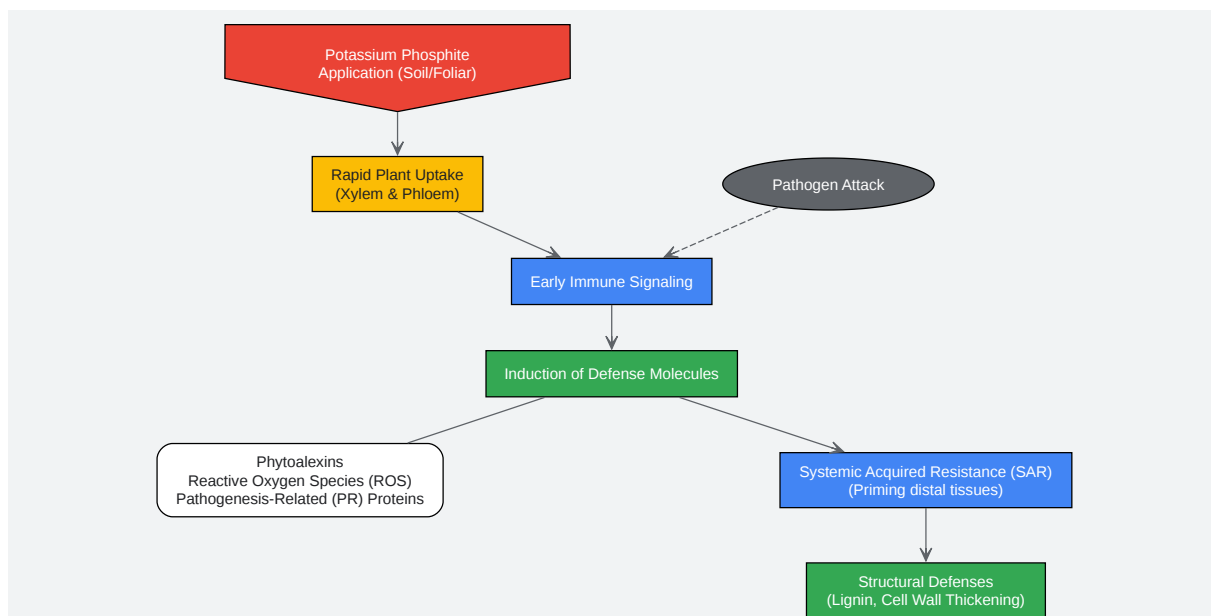 Potassium Phosphite
Application (Soil/Foliar)
Rapid Plant Uptake
(Xylem & Phloem)
Pathogen Attack
Early Immune Signaling
Induction of Defense Molecules
Phytoalexins
Reactive Oxygen Species (ROS)
Pathogenesis-Related (PR) Proteins
Systemic Acquired Resistance (SAR)
(Priming distal tissues)
Structural Defenses
(Lignin, Cell Wall Thickening)